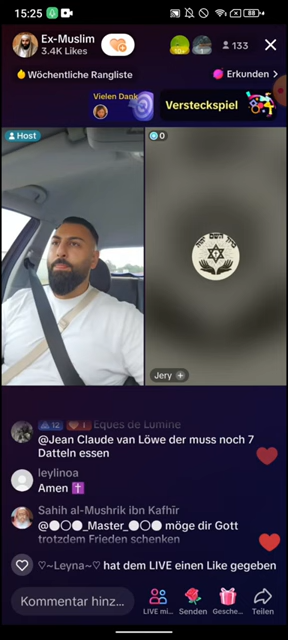 15:25
88
Ex-Muslim
3.4K Likes
133
Wöchentliche Rangliste
Erkunden >
Vielen Dank
Versteckspiel
Host
0
Jery +
12 1 Eques de Lumine
@Jean Claude van Löwe der muss noch 7
Datteln essen
leylinoa
Amen ✝️
Sahih al-Mushrik ibn Kafhîr
@⚪⚪⚪_Master_⚪⚪⚪ möge dir Gott
trotzdem Frieden schenken
♡~Leyna~♡ hat dem LIVE einen Like gegeben
Kommentar hinz...
LIVE mi...
Senden
Gesche...
Teilen